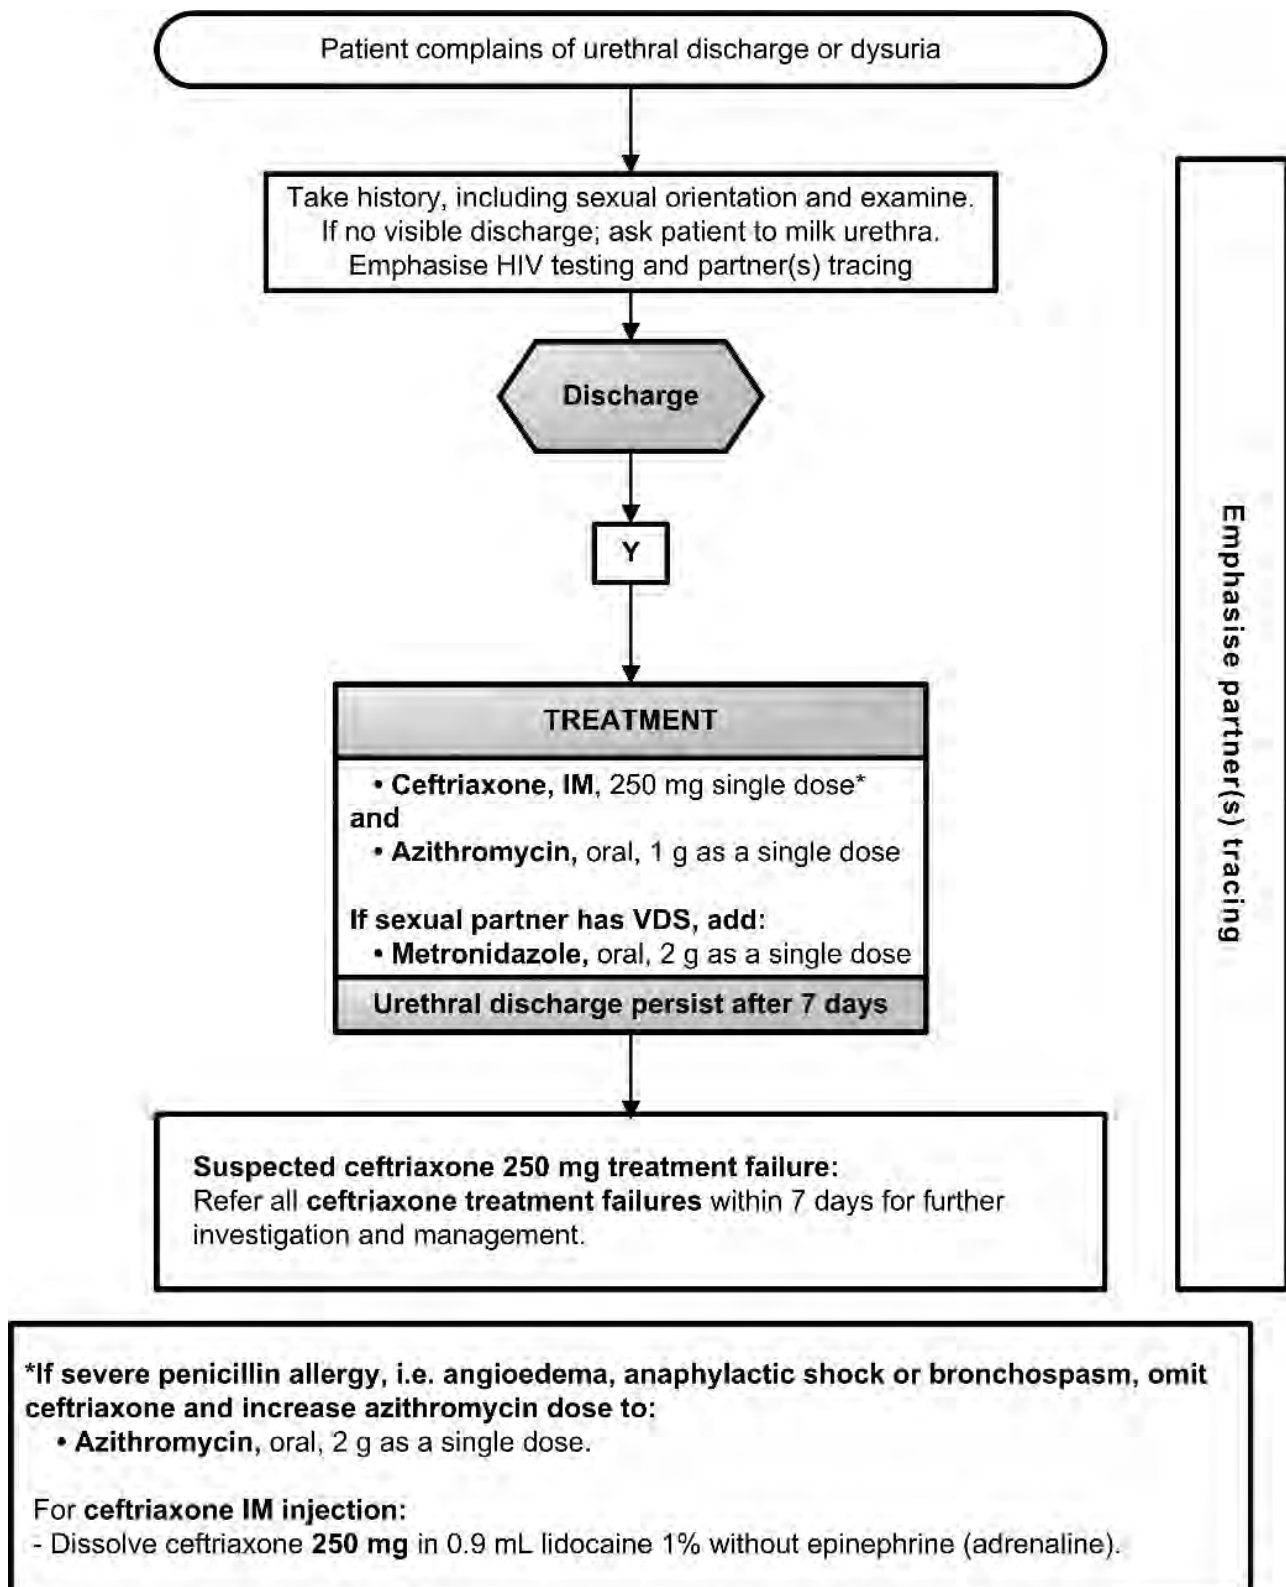 Patient complains of urethral discharge or dysuria
Take history, including sexual orientation and examine.
If no visible discharge; ask patient to milk urethra.
Emphasise HIV testing and partner(s) tracing
Discharge
Y
TREATMENT
• Ceftriaxone, IM, 250 mg single dose*
and
• Azithromycin, oral, 1 g as a single dose
If sexual partner has VDS, add:
• Metronidazole, oral, 2 g as a single dose
Urethral discharge persist after 7 days
Suspected ceftriaxone 250 mg treatment failure:
Refer all ceftriaxone treatment failures within 7 days for further
investigation and management.
Emphasise partner(s) tracing
*If severe penicillin allergy, i.e. angioedema, anaphylactic shock or bronchospasm, omit
ceftriaxone and increase azithromycin dose to:
• Azithromycin, oral, 2 g as a single dose.
For ceftriaxone IM injection:
- Dissolve ceftriaxone 250 mg in 0.9 mL lidocaine 1% without epinephrine (adrenaline).